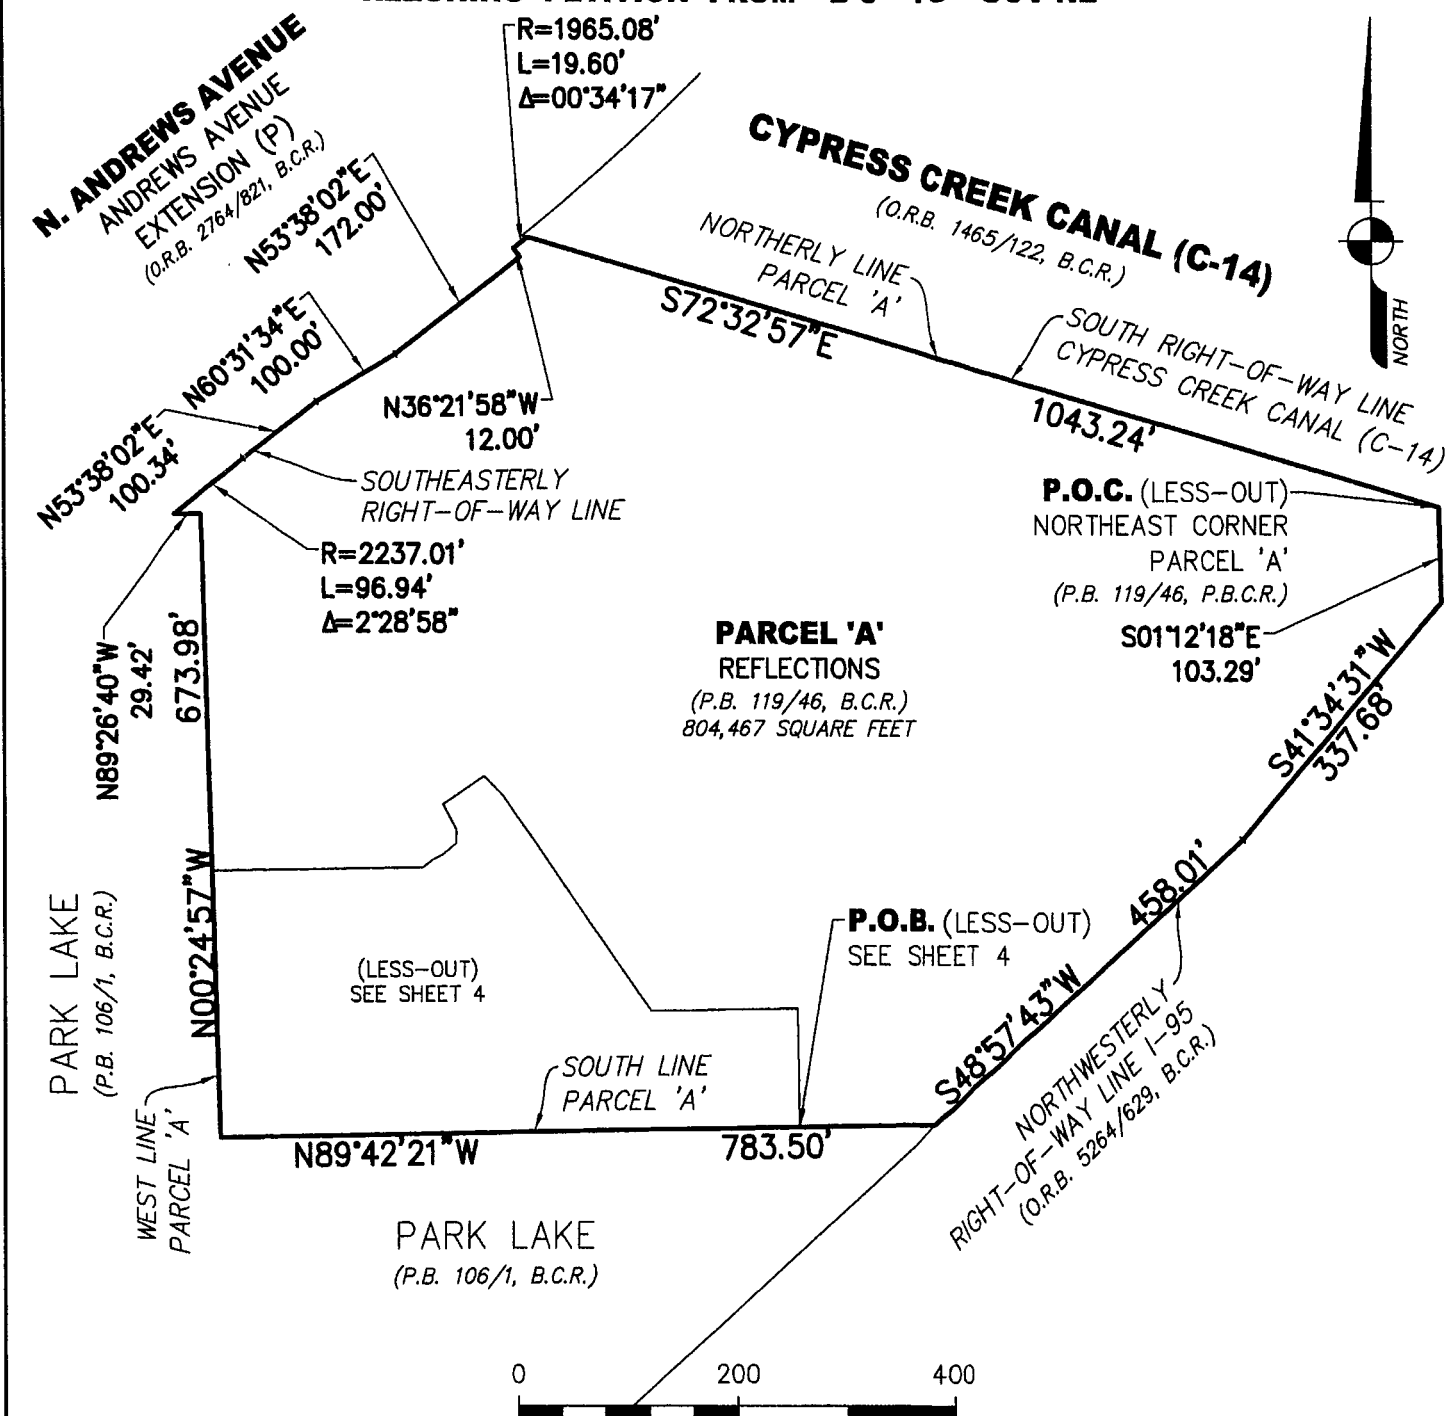 R=1965.08'
L=19.60'
Δ=00°34'17"
N. ANDREWS AVENUE
ANDREWS AVENUE
EXTENSION (P)
(O.R.B. 2764/821, B.C.R.)
N53°38'02"E
172.00'
N60°31'34"E
100.00'
N53°38'02"E
100.34'
CYPRESS CREEK CANAL (C-14)
(O.R.B. 1465/122, B.C.R.)
NORTHERLY LINE
PARCEL 'A'
S72°32'57"E
1043.24'
SOUTH RIGHT-OF-WAY LINE
CYPRESS CREEK CANAL (C-14)
NORTH
N36°21'58"W
12.00'
SOUTHEASTERLY
RIGHT-OF-WAY LINE
R=2237.01'
L=96.94'
Δ=2°28'58"
P.O.C. (LESS-OUT)
NORTHEAST CORNER
PARCEL 'A'
(P.B. 119/46, P.B.C.R.)
S01°12'18"E
103.29'
N89°26'40"W
29.42'
673.98'
N00°24'57"W
PARCEL 'A'
REFLECTIONS
(P.B. 119/46, B.C.R.)
804,467 SQUARE FEET
S41°34'31"W
337.68'
458.01'
S48°57'43"W
NORTHWESTERLY
RIGHT-OF-WAY LINE I-95
(O.R.B. 5264/629, B.C.R.)
P.O.B. (LESS-OUT)
SEE SHEET 4
(LESS-OUT)
SEE SHEET 4
PARK LAKE
(P.B. 106/1, B.C.R.)
WEST LINE
PARCEL 'A'
SOUTH LINE
PARCEL 'A'
N89°42'21"W
783.50'
PARK LAKE
(P.B. 106/1, B.C.R.)
0 200 400